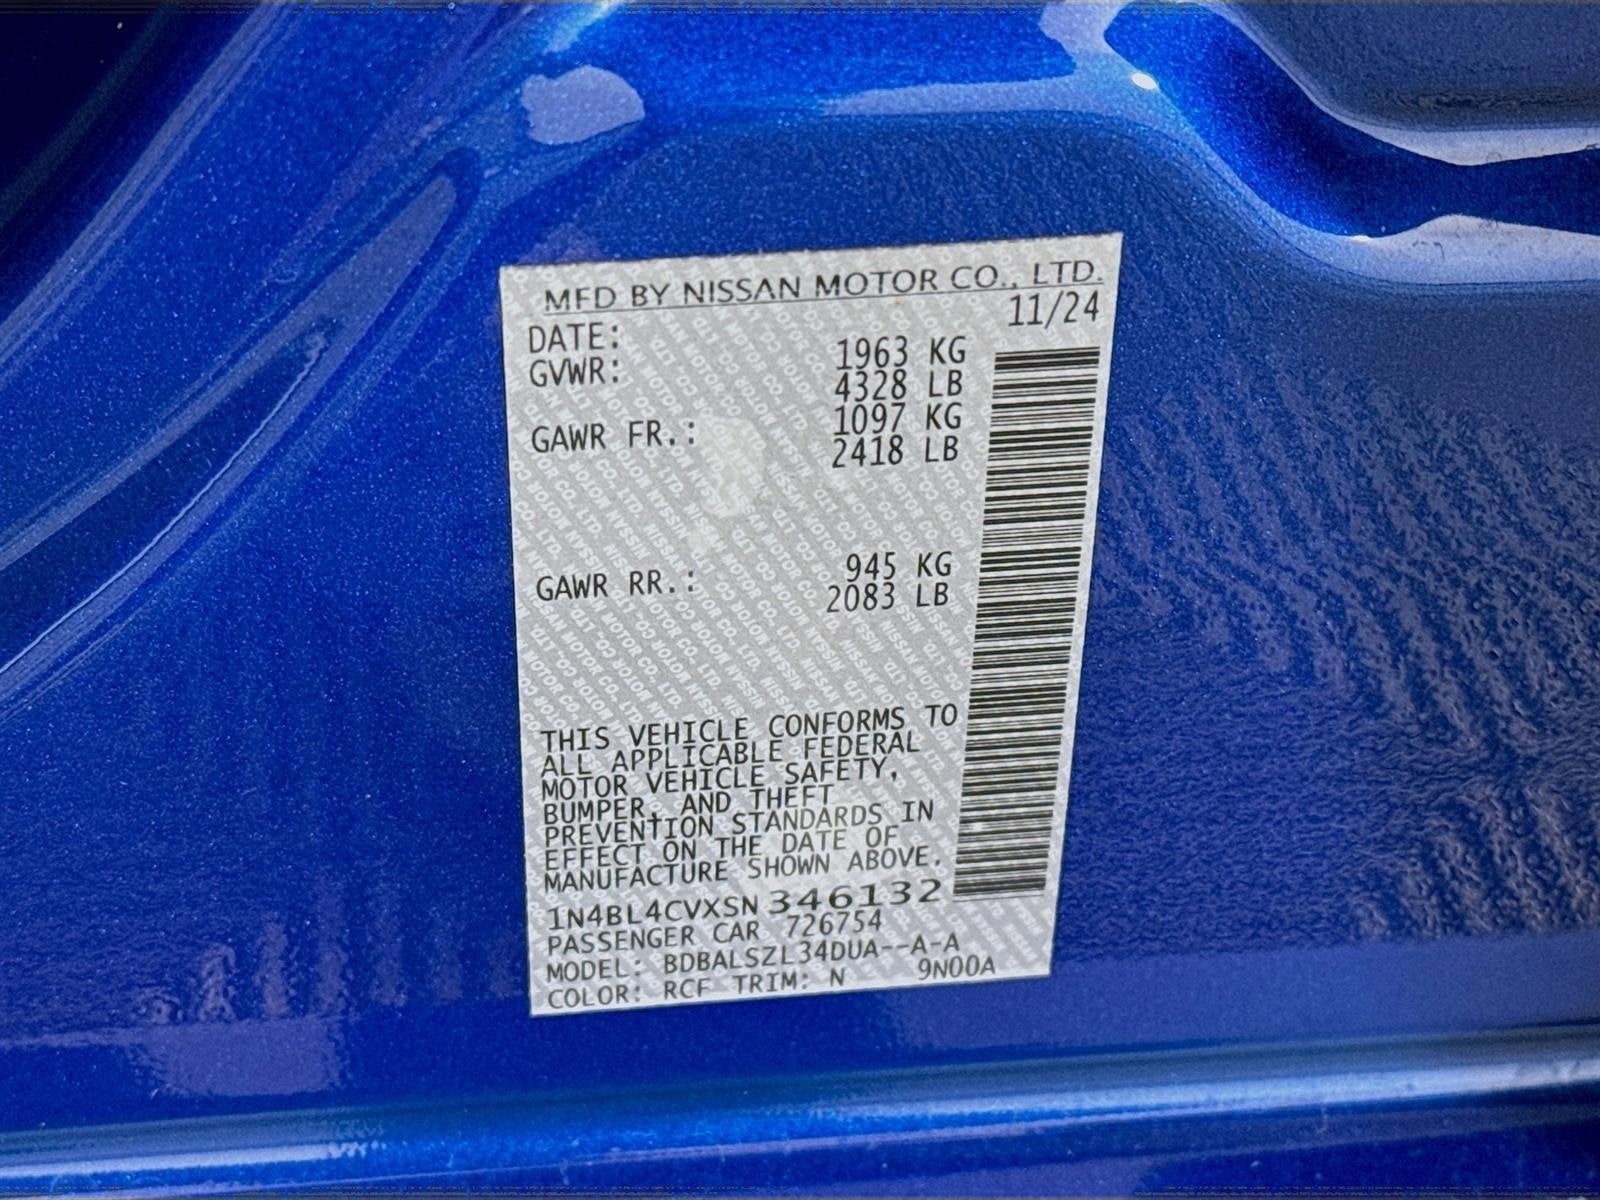 MFD BY NISSAN MOTOR CO., LTD.
DATE: 11/24
GVWR: 1963 KG
4328 LB
GAWR FR.: 1097 KG
2418 LB
GAWR RR.: 945 KG
2083 LB
THIS VEHICLE CONFORMS TO
ALL APPLICABLE FEDERAL
MOTOR VEHICLE SAFETY,
BUMPER, AND THEFT
PREVENTION STANDARDS IN
EFFECT ON THE DATE OF
MANUFACTURE SHOWN ABOVE.
1N4BL4CVXSN346132
PASSENGER CAR 726754
MODEL: BDBALSZL34DUA--A-A
COLOR: RCF TRIM: N 9N00A